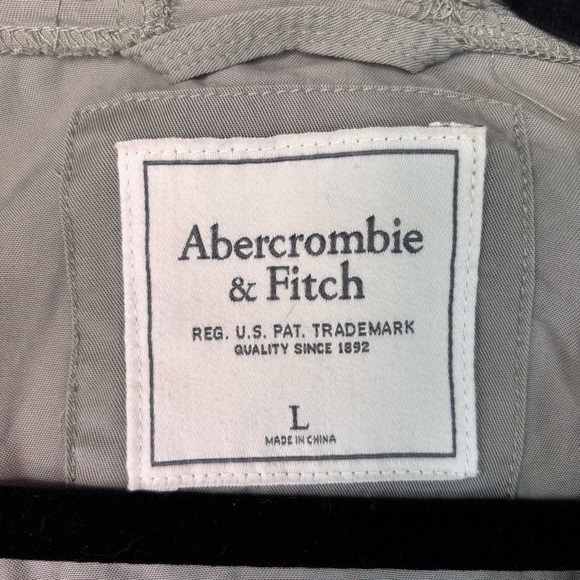 Abercrombie
& Fitch
REG. U.S. PAT. TRADEMARK
QUALITY SINCE 1892
L
MADE IN CHINA